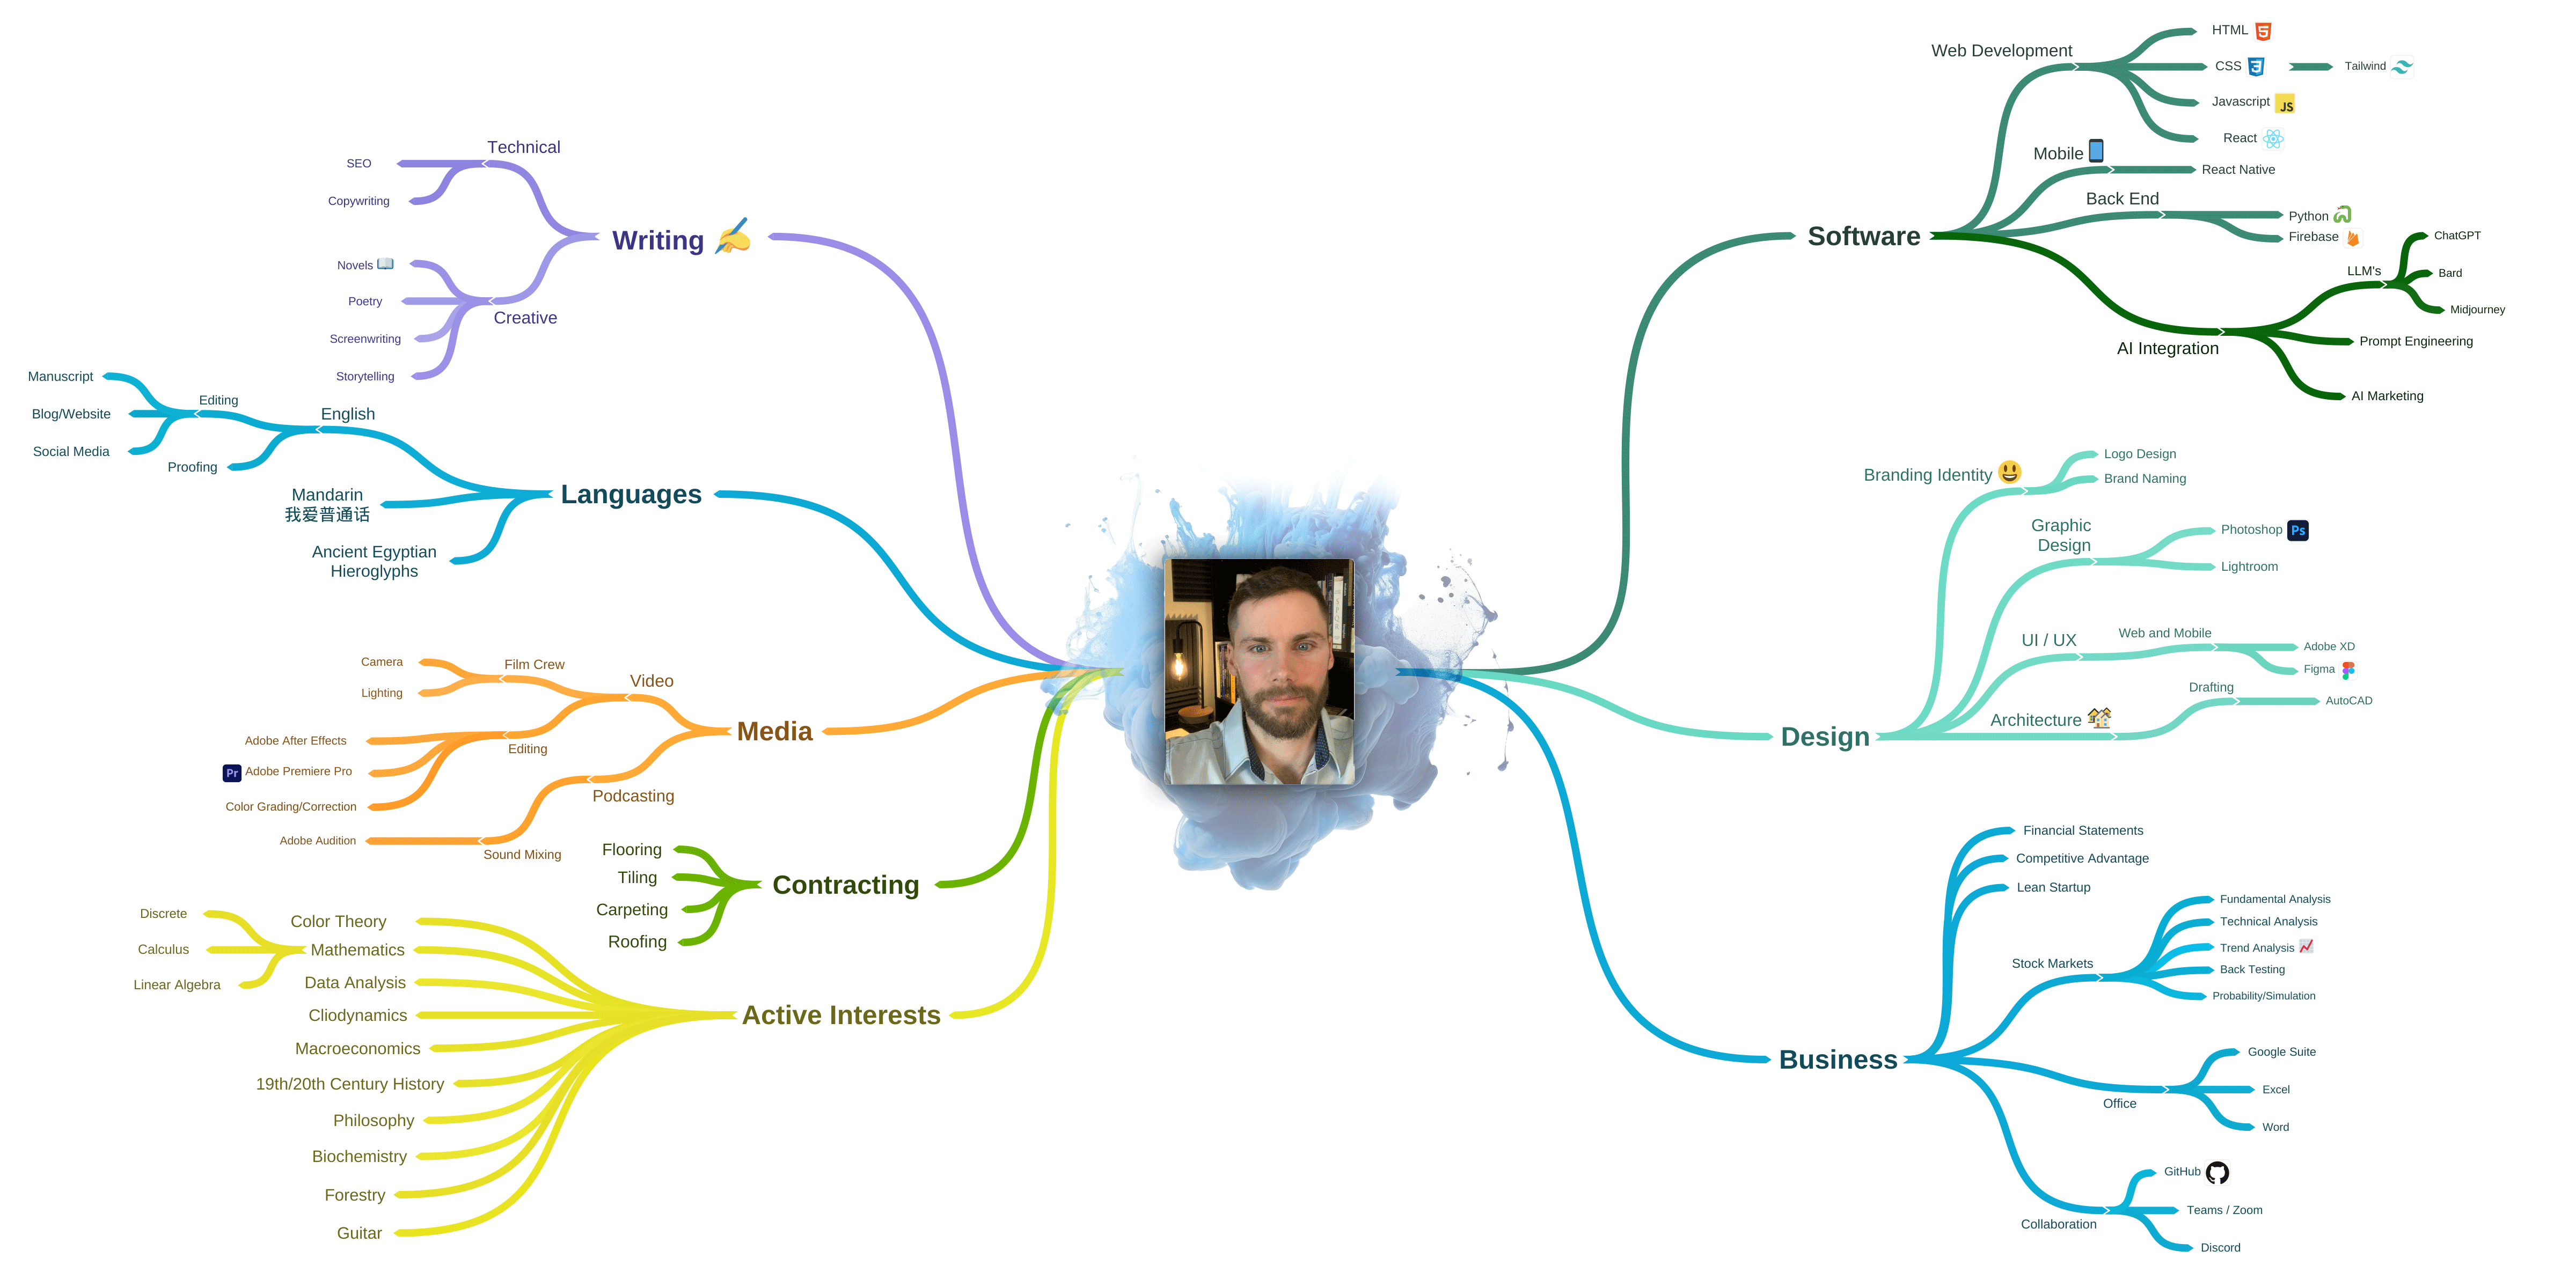 Writing
Technical
SEO
Copywriting
Creative
Novels
Poetry
Screenwriting
Storytelling
Languages
English
Editing
Manuscript
Blog/Website
Social Media
Proofing
Mandarin
我爱普通话
Ancient Egyptian
Hieroglyphs
Media
Video
Film Crew
Camera
Lighting
Editing
Adobe After Effects
Pr Adobe Premiere Pro
Color Grading/Correction
Podcasting
Sound Mixing
Adobe Audition
Contracting
Flooring
Tiling
Carpeting
Roofing
Active Interests
Color Theory
Mathematics
Discrete
Calculus
Linear Algebra
Data Analysis
Cliodynamics
Macroeconomics
19th/20th Century History
Philosophy
Biochemistry
Forestry
Guitar
Software
Web Development
HTML 5
CSS 3
Tailwind
Javascript JS
React
Mobile
React Native
Back End
Python
Firebase
AI Integration
LLM's
ChatGPT
Bard
Midjourney
Prompt Engineering
AI Marketing
Design
Branding Identity
Logo Design
Brand Naming
Graphic
Design
Photoshop Ps
Lightroom
UI / UX
Web and Mobile
Adobe XD
Figma
Architecture
Drafting
AutoCAD
Business
Financial Statements
Competitive Advantage
Lean Startup
Stock Markets
Fundamental Analysis
Technical Analysis
Trend Analysis
Back Testing
Probability/Simulation
Office
Google Suite
Excel
Word
Collaboration
GitHub
Teams / Zoom
Discord